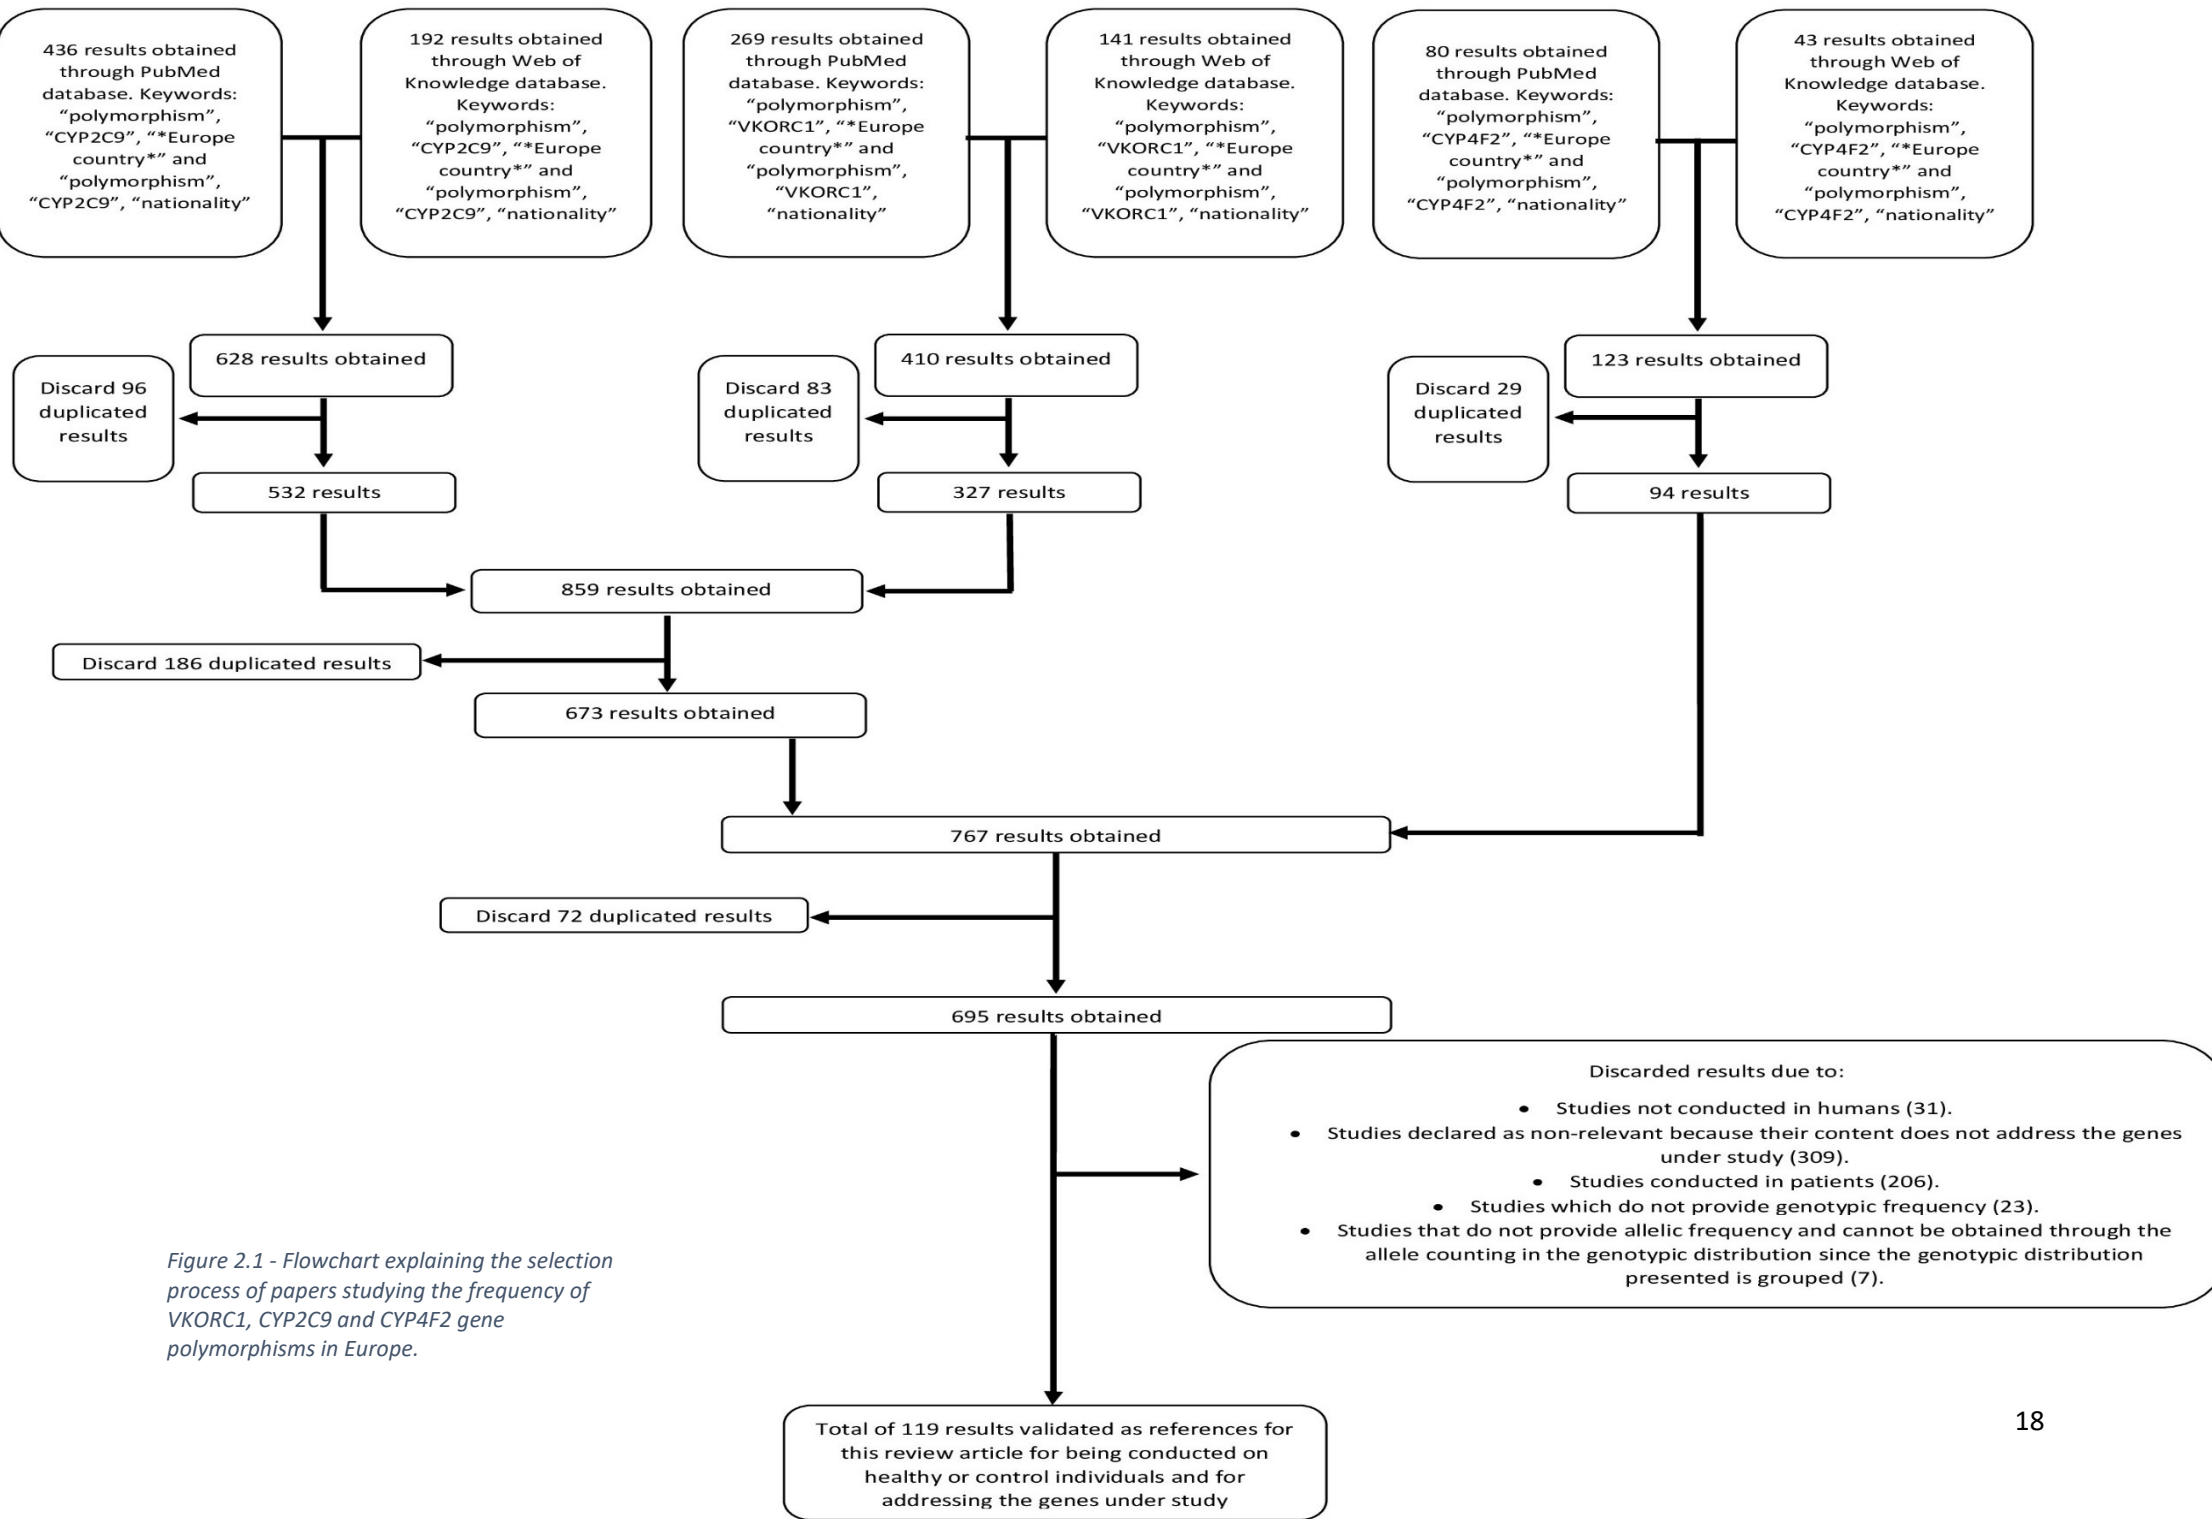 436 results obtained
through PubMed
database. Keywords:
“polymorphism”,
“CYP2C9”, “*Europe
country*” and
“polymorphism”,
“CYP2C9”, “nationality”
192 results obtained
through Web of
Knowledge database.
Keywords:
“polymorphism”,
“CYP2C9”, “*Europe
country*” and
“polymorphism”,
“CYP2C9”, “nationality”
269 results obtained
through PubMed
database. Keywords:
“polymorphism”,
“VKORC1”, “*Europe
country*” and
“polymorphism”,
“VKORC1”,
“nationality”
141 results obtained
through Web of
Knowledge database.
Keywords:
“polymorphism”,
“VKORC1”, “*Europe
country*” and
“polymorphism”,
“VKORC1”, “nationality”
80 results obtained
through PubMed
database. Keywords:
“polymorphism”,
“CYP4F2”, “*Europe
country*” and
“polymorphism”,
“CYP4F2”, “nationality”
43 results obtained
through Web of
Knowledge database.
Keywords:
“polymorphism”,
“CYP4F2”, “*Europe
country*” and
“polymorphism”,
“CYP4F2”, “nationality”
628 results obtained
410 results obtained
123 results obtained
Discard 96
duplicated
results
Discard 83
duplicated
results
Discard 29
duplicated
results
532 results
327 results
94 results
859 results obtained
Discard 186 duplicated results
673 results obtained
767 results obtained
Discard 72 duplicated results
695 results obtained
Discarded results due to:
• Studies not conducted in humans (31).
• Studies declared as non-relevant because their content does not address the genes
under study (309).
• Studies conducted in patients (206).
• Studies which do not provide genotypic frequency (23).
• Studies that do not provide allelic frequency and cannot be obtained through the
allele counting in the genotypic distribution since the genotypic distribution
presented is grouped (7).
Figure 2.1 - Flowchart explaining the selection
process of papers studying the frequency of
VKORC1, CYP2C9 and CYP4F2 gene
polymorphisms in Europe.
Total of 119 results validated as references for
this review article for being conducted on
healthy or control individuals and for
addressing the genes under study
18